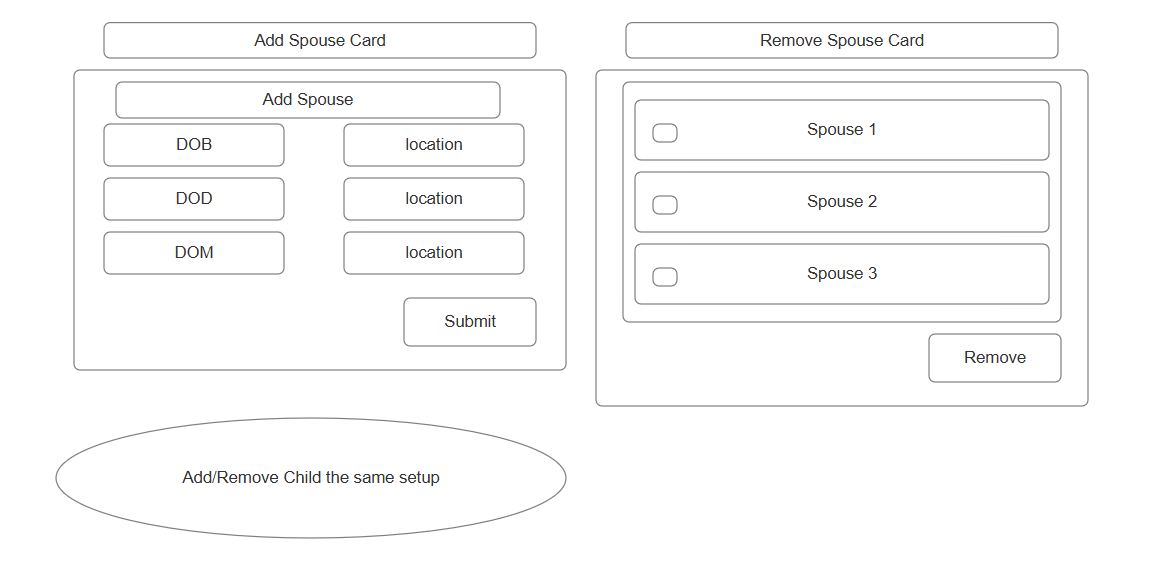 Add Spouse Card
Add Spouse
DOB
location
DOD
location
DOM
location
Submit
Remove Spouse Card
Spouse 1
Spouse 2
Spouse 3
Remove
Add/Remove Child the same setup